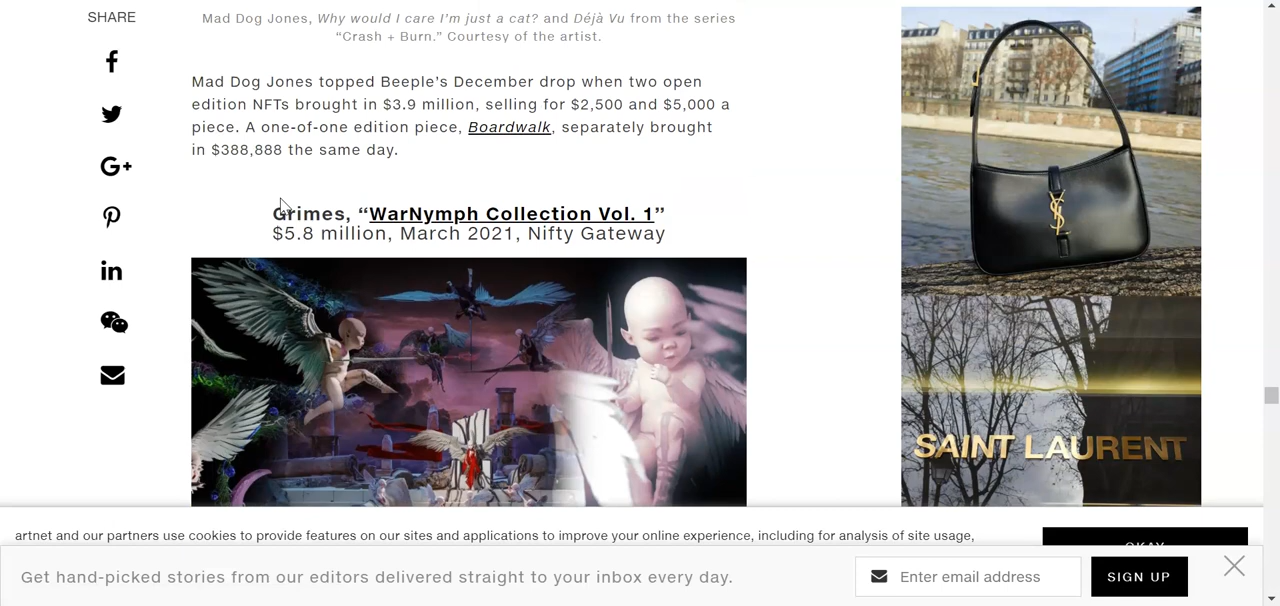 SHARE
Mad Dog Jones, Why would I care I’m just a cat? and Déjà Vu from the series
“Crash + Burn.” Courtesy of the artist.
Mad Dog Jones topped Beeple’s December drop when two open
edition NFTs brought in $3.9 million, selling for $2,500 and $5,000 a
piece. A one-of-one edition piece, Boardwalk, separately brought
in $388,888 the same day.
Grimes, “WarNymph Collection Vol. 1”
$5.8 million, March 2021, Nifty Gateway
YSL
SAINT LAURENT
artnet and our partners use cookies to provide features on our sites and applications to improve your online experience, including for analysis of site usage,
OKAY
Get hand-picked stories from our editors delivered straight to your inbox every day.
Enter email address
SIGN UP